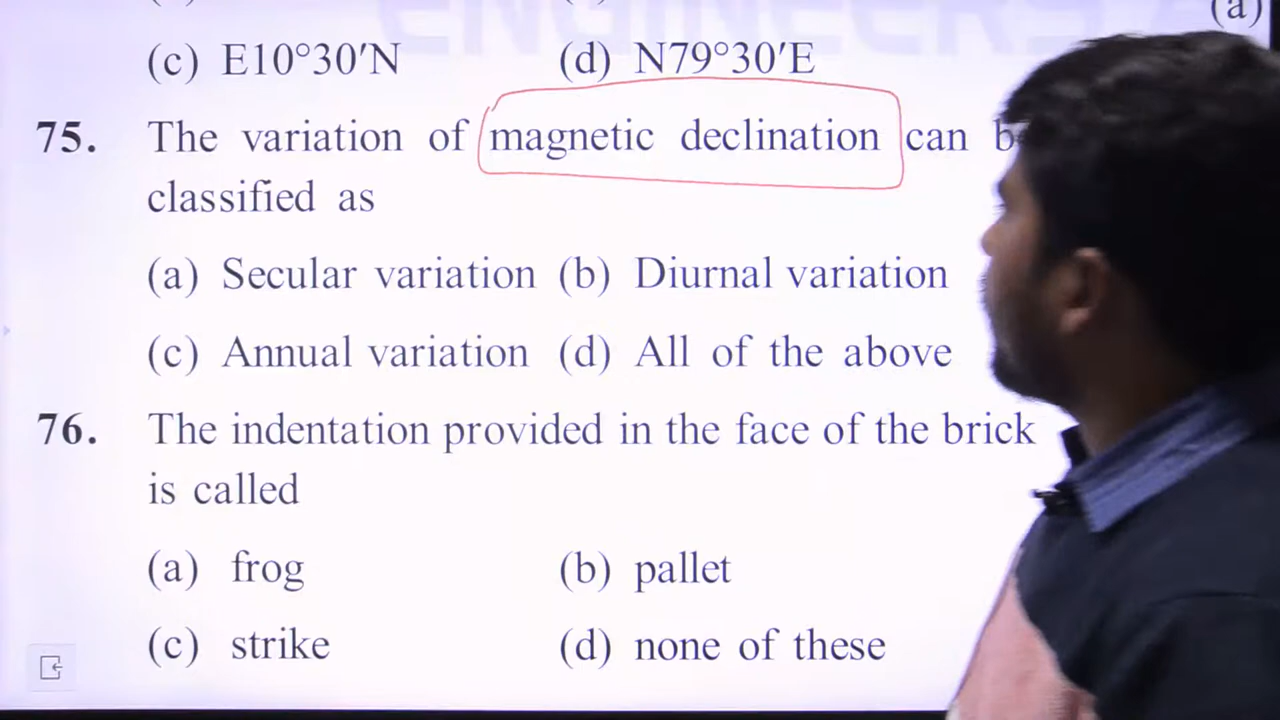 ENGINEERS
(a)
(c) E10°30′N (d) N79°30′E
75. The variation of magnetic declination can
classified as
(a) Secular variation (b) Diurnal variation
(c) Annual variation (d) All of the above
76. The indentation provided in the face of the brick
is called
(a) frog (b) pallet
(c) strike (d) none of these